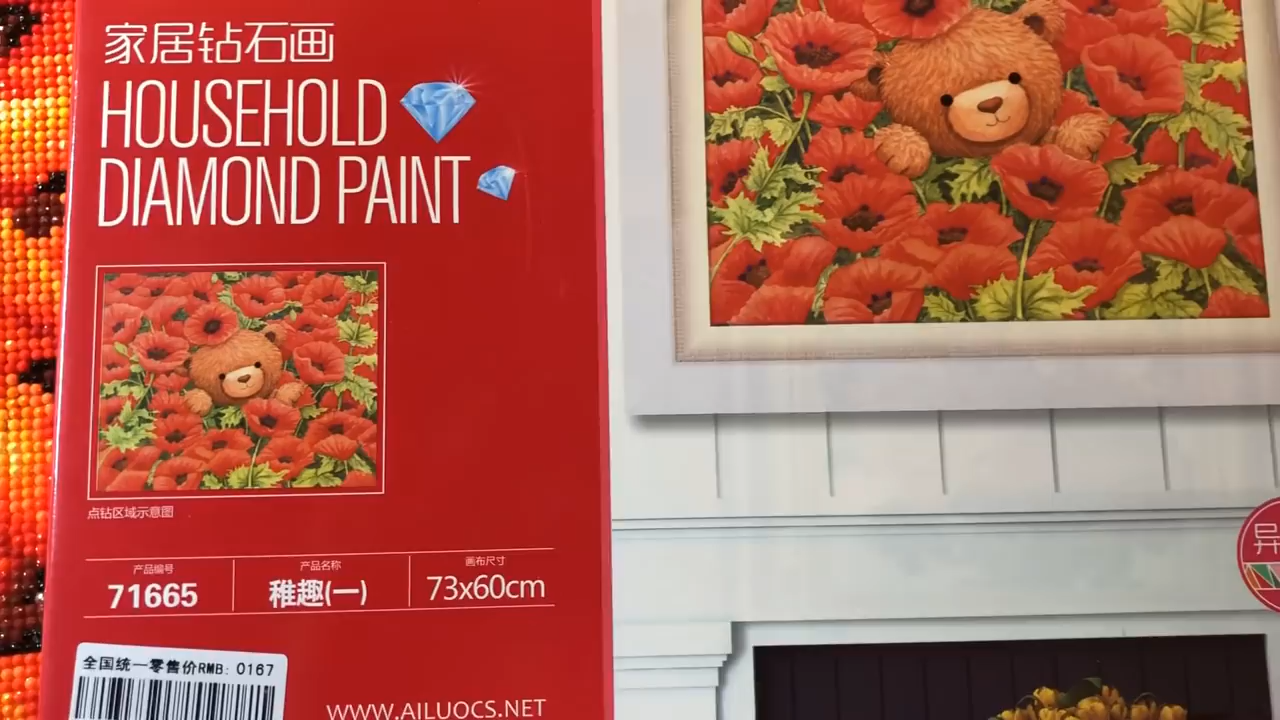 家居钻石画
HOUSEHOLD
DIAMOND PAINT
点钻区域示意图
产品编号
71665
产品名称
稚趣(一)
画布尺寸
73x60cm
全国统一零售价RMB: 0167
WWW.AILUOCS.NET
异